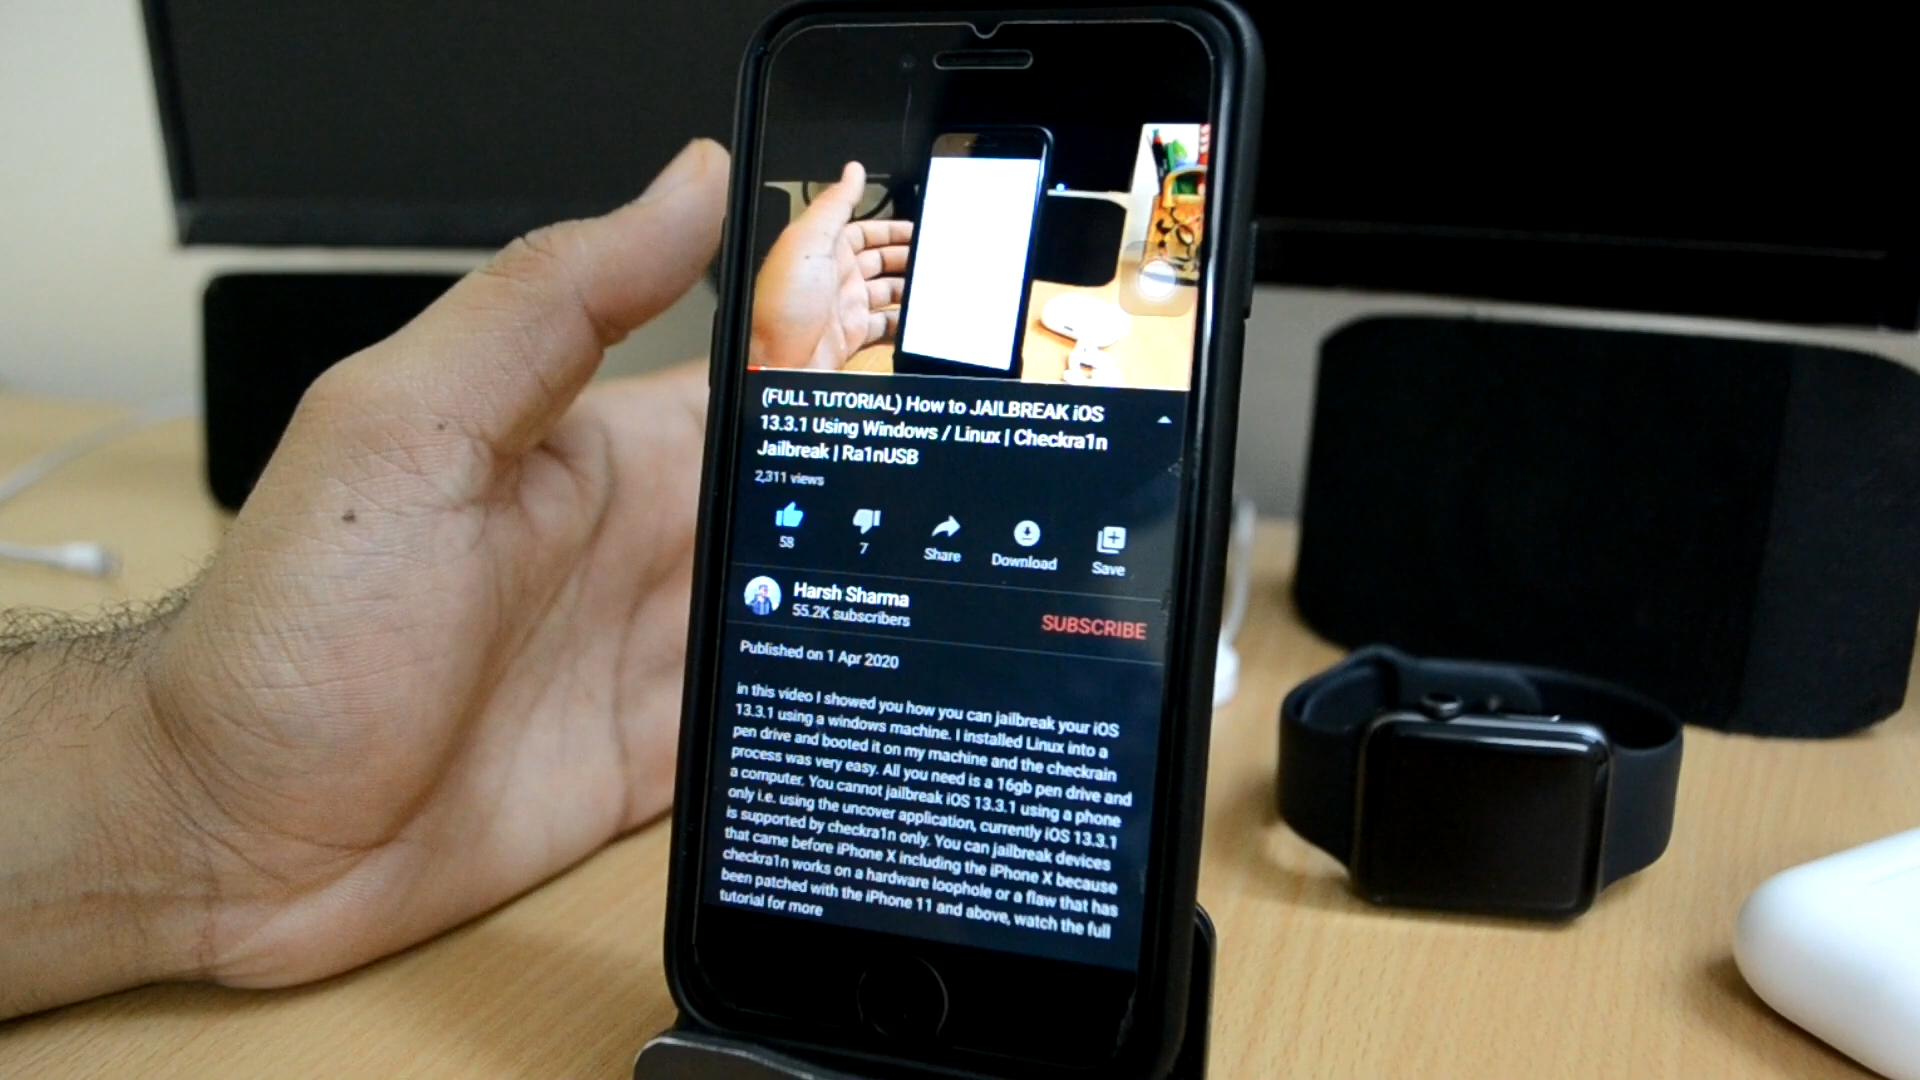 (FULL TUTORIAL) How to JAILBREAK iOS
13.3.1 Using Windows / Linux | Checkra1n
Jailbreak | Ra1nUSB
2,311 views
58
7
Share
Download
Save
Harsh Sharma
55.2K subscribers
SUBSCRIBE
Published on 1 Apr 2020
in this video I showed you how you can jailbreak your iOS
13.3.1 using a windows machine. I installed Linux into a
pen drive and booted it on my machine and the checkrain
process was very easy. All you need is a 16gb pen drive and
a computer. You cannot jailbreak iOS 13.3.1 using a phone
only i.e. using the uncover application, currently iOS 13.3.1
is supported by checkra1n only. You can jailbreak devices
that came before iPhone X including the iPhone X because
checkra1n works on a hardware loophole or a flaw that has
been patched with the iPhone 11 and above, watch the full
tutorial for more